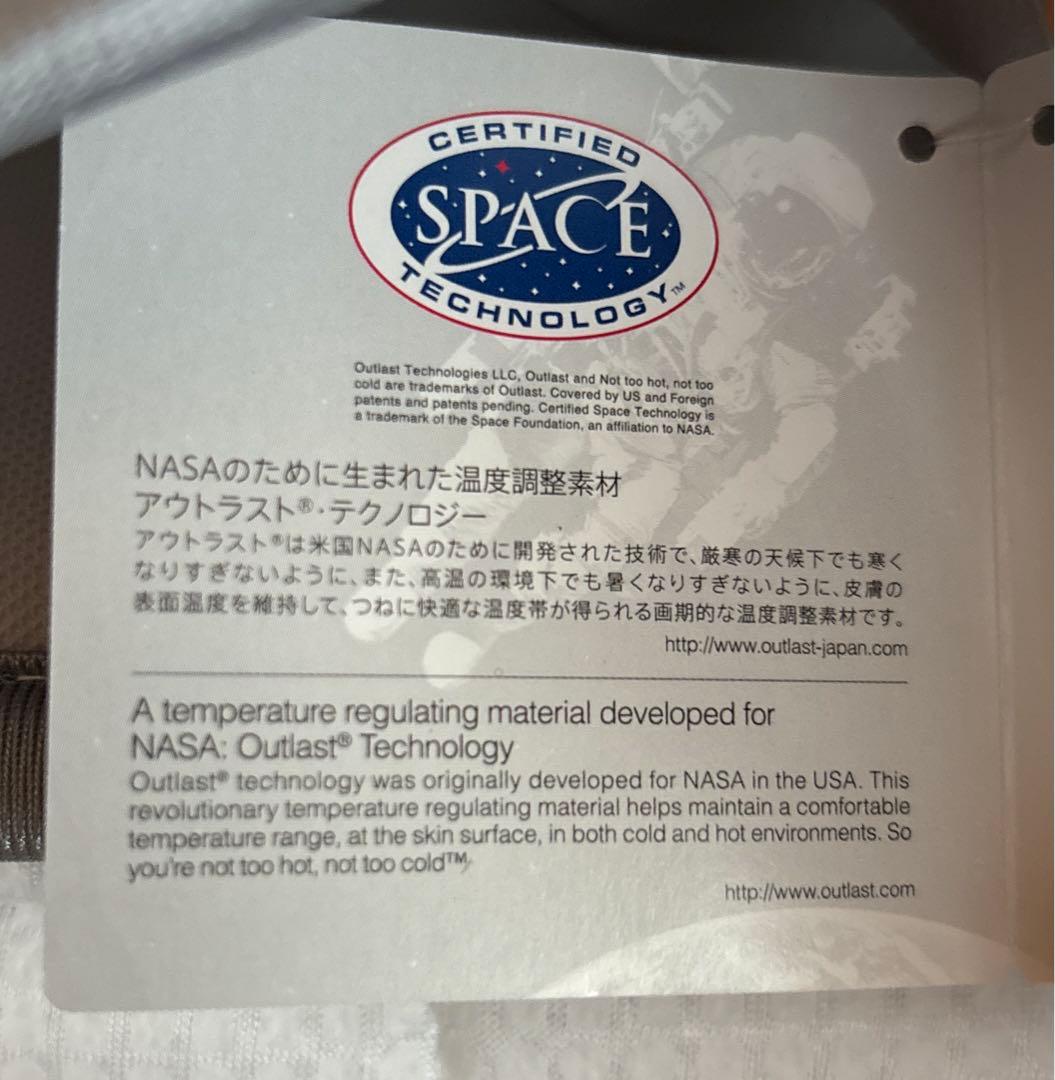 CERTIFIED
SPACE
TECHNOLOGY™
Outlast Technologies LLC, Outlast and Not too hot, not too
cold are trademarks of Outlast. Covered by US and Foreign
patents and patents pending. Certified Space Technology is
a trademark of the Space Foundation, an affiliation to NASA.
NASAのために生まれた温度調整素材
アウトラスト®・テクノロジー
アウトラスト®は米国NASAのために開発された技術で、厳寒の天候下でも寒く
なりすぎないように、また、高温の環境下でも暑くなりすぎないように、皮膚の
表面温度を維持して、つねに快適な温度帯が得られる画期的な温度調整素材です。
http://www.outlast-japan.com
A temperature regulating material developed for
NASA: Outlast® Technology
Outlast® technology was originally developed for NASA in the USA. This
revolutionary temperature regulating material helps maintain a comfortable
temperature range, at the skin surface, in both cold and hot environments. So
you're not too hot, not too cold™.
http://www.outlast.com